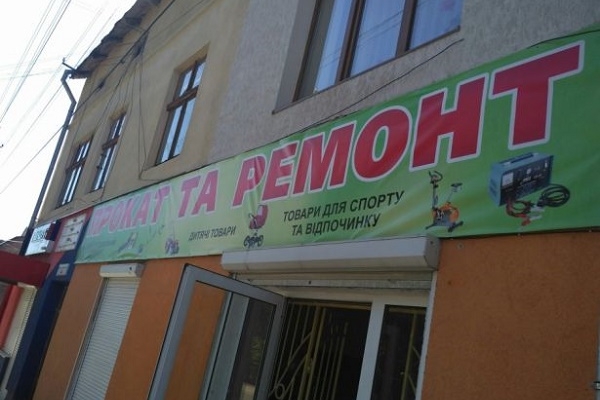 ПРОКАТ ТА РЕМОНТ
ДИТЯЧІ ТОВАРИ
ТОВАРИ ДЛЯ СПОРТУ
ТА ВІДПОЧИНКУ